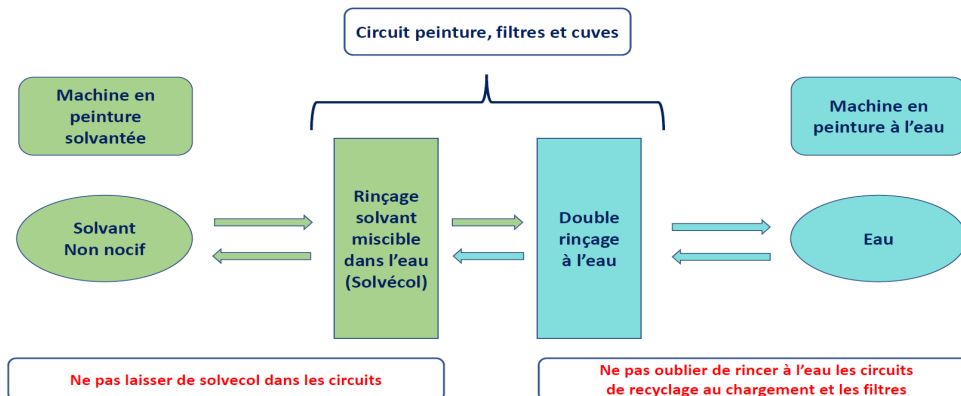 Circuit peinture, filtres et cuves
Machine en
peinture
solvantée
Machine en
peinture à l'eau
Solvant
Non nocif
Rinçage
solvant
miscible
dans l'eau
(Solvécol)
Double
rinçage
à l'eau
Eau
Ne pas laisser de solvecol dans les circuits
Ne pas oublier de rincer à l'eau les circuits
de recyclage au chargement et les filtres